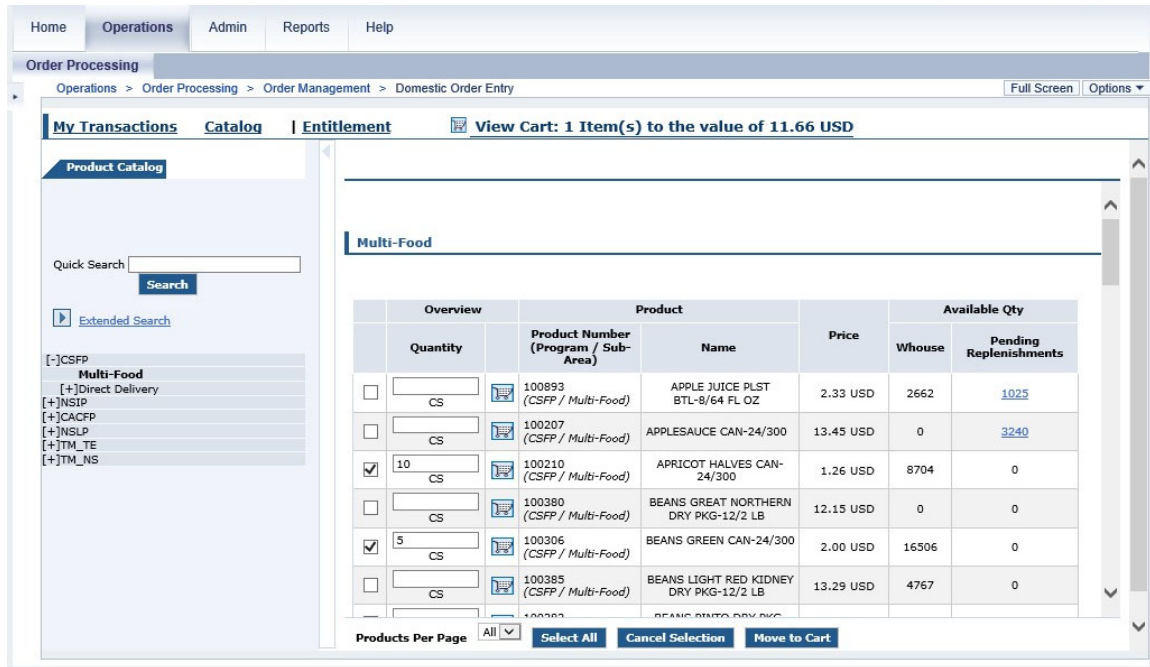 Home Operations Admin Reports Help
Order Processing
Operations > Order Processing > Order Management > Domestic Order Entry Full Screen Options
My Transactions Catalog | Entitlement View Cart: 1 Item(s) to the value of 11.66 USD
Product Catalog
Multi-Food
Quick Search
Search
Extended Search
[-]CSFP
Multi-Food
[+]Direct Delivery
[+]NSIP
[+]CACFP
[+]NSLP
[+]TM_TE
[+]TM_NS
Overview Product Price Available Qty
Quantity Product Number (Program / Sub-Area) Name Whouse Pending Replenishments
CS 100893 (CSFP / Multi-Food) APPLE JUICE PLST BTL-8/64 FL OZ 2.33 USD 2662 1025
CS 100207 (CSFP / Multi-Food) APPLESAUCE CAN-24/300 13.45 USD 0 3240
10 CS 100210 (CSFP / Multi-Food) APRICOT HALVES CAN-24/300 1.26 USD 8704 0
CS 100380 (CSFP / Multi-Food) BEANS GREAT NORTHERN DRY PKG-12/2 LB 12.15 USD 0 0
5 CS 100306 (CSFP / Multi-Food) BEANS GREEN CAN-24/300 2.00 USD 16506 0
CS 100385 (CSFP / Multi-Food) BEANS LIGHT RED KIDNEY DRY PKG-12/2 LB 13.29 USD 4767 0
Products Per Page All Select All Cancel Selection Move to Cart